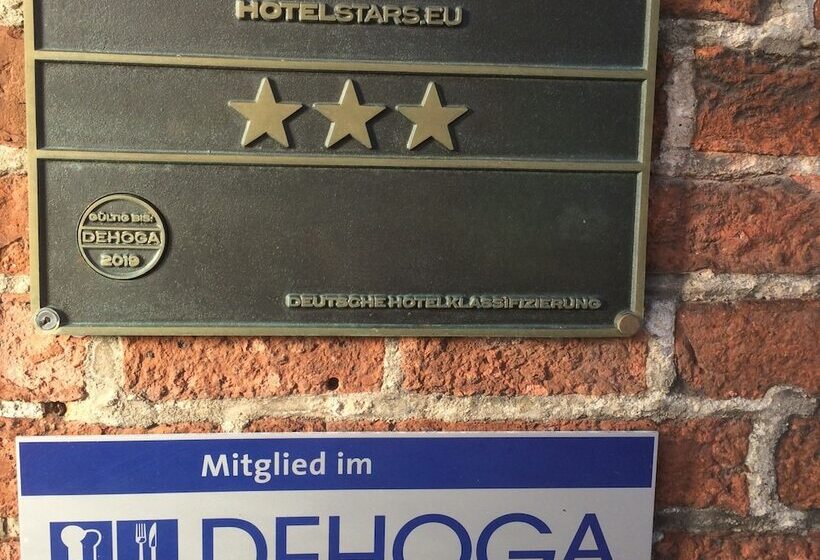 HOTELSTARS.EU
GÜLTIG BIS:
DEHOGA
2019
DEUTSCHE HOTELKLASSIFIZIERUNG
Mitglied im
DEHOGA